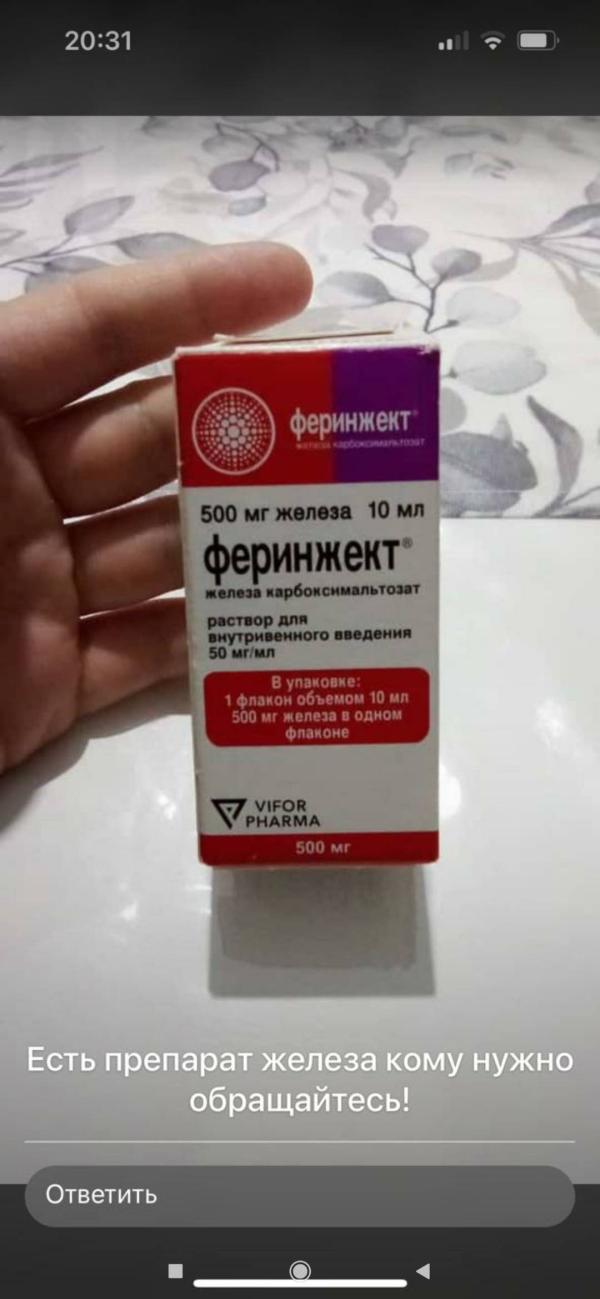 20:31
феринжект®
железа карбоксимальтозат
500 мг железа 10 мл
феринжект®
железа карбоксимальтозат
раствор для
внутривенного введения
50 мг/мл
В упаковке:
1 флакон объемом 10 мл
500 мг железа в одном
флаконе
VIFOR
PHARMA
500 мг
Есть препарат железа кому нужно
обращайтесь!
Ответить